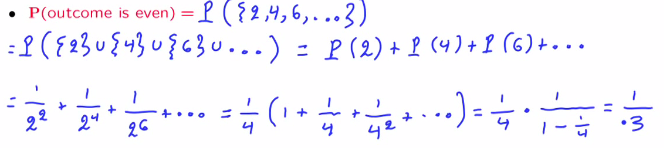 • P(outcome is even) = P({2,4,6,...})
= P({2} ∪ {4} ∪ {6} ∪ ...) = P(2) + P(4) + P(6) + ...
= 1/2² + 1/2⁴ + 1/2⁶ + ... = 1/4 (1 + 1/4 + 1/4² + ...) = 1/4 · 1/(1 - 1/4) = 1/.3